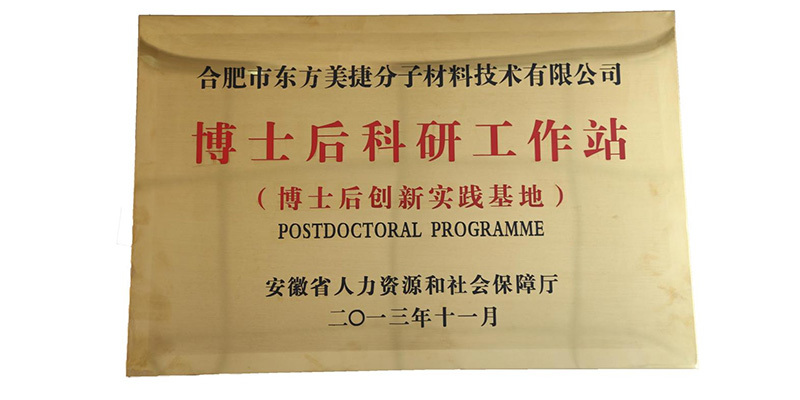 合肥市东方美捷分子材料技术有限公司
博士后科研工作站
（博士后创新实践基地）
POSTDOCTORAL PROGRAMME
安徽省人力资源和社会保障厅
二〇一三年十一月